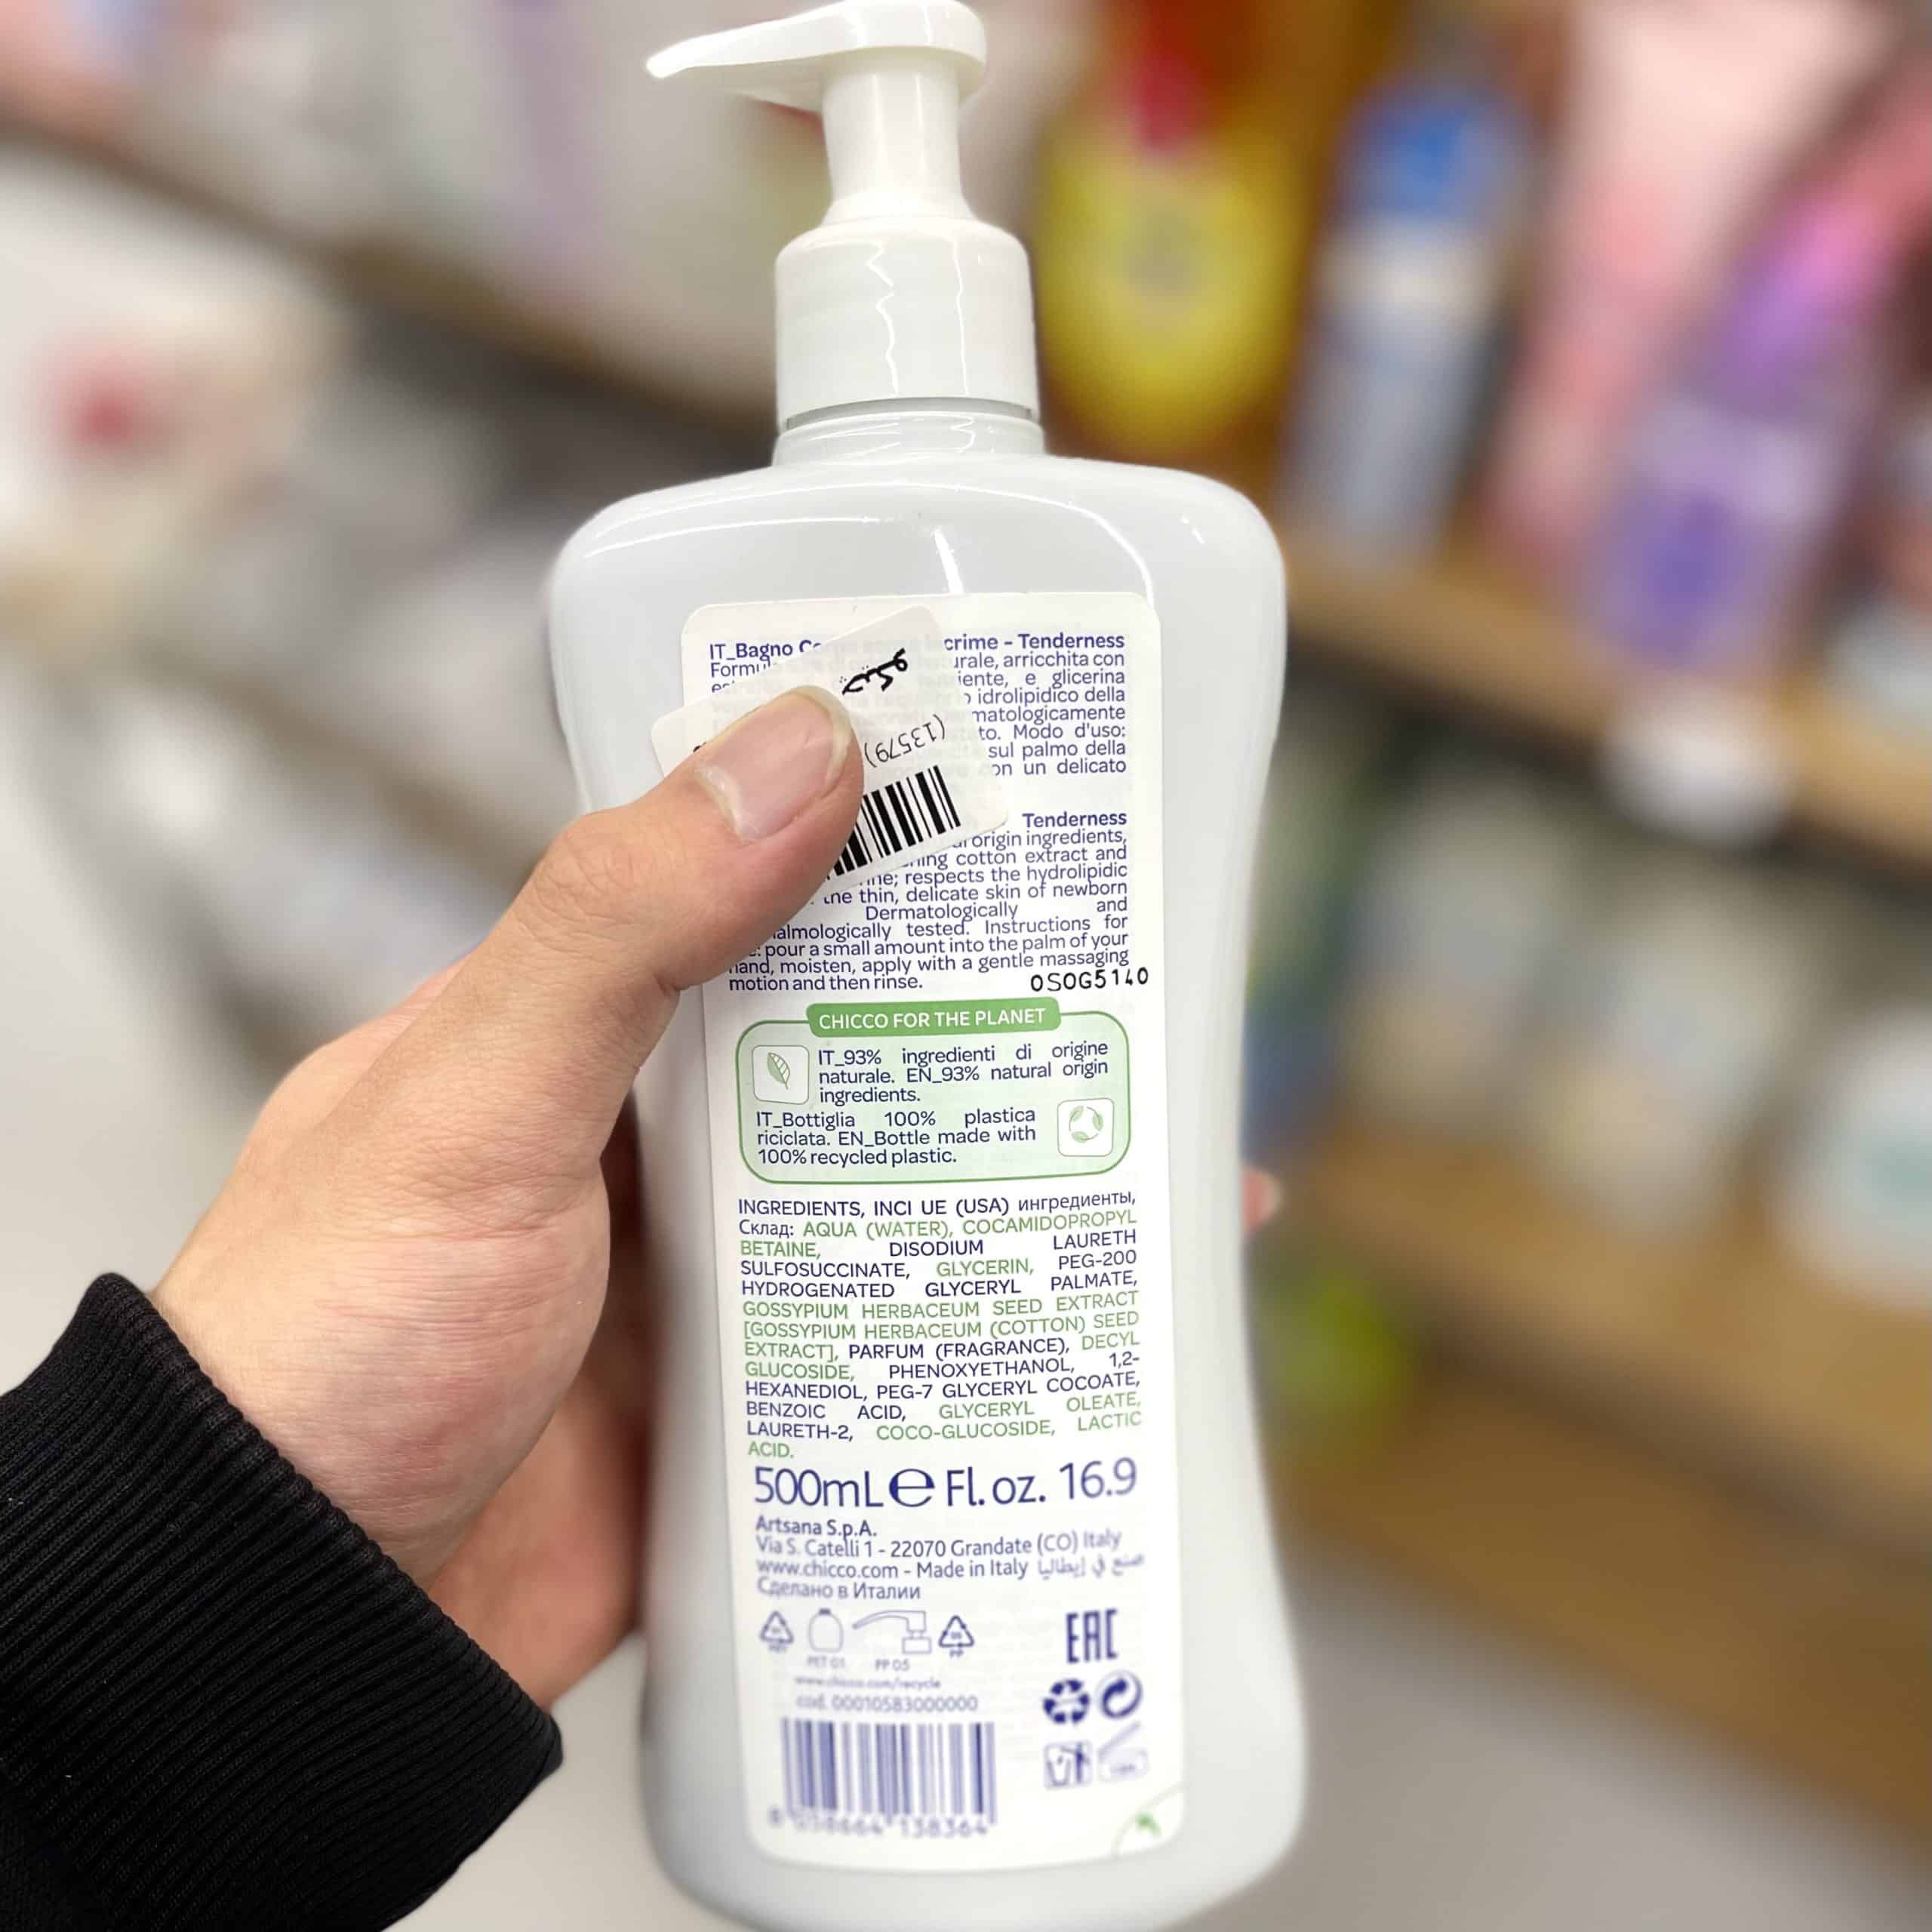 IT_Bagno crime - Tenderness
urale, arricchita con
iente, e glicerina
idrolipidico della
matologicamente
to. Modo d'uso:
sul palmo della
un delicato
(13579)
Tenderness
origin ingredients,
cotton extract and
respects the hydrolipidic
the thin, delicate skin of newborn
Dermatologically and
almologically tested. Instructions for
pour a small amount into the palm of your
hand, moisten, apply with a gentle massaging
motion and then rinse. 0S0G5140
CHICCO FOR THE PLANET
IT_93% ingredienti di origine
naturale. EN_93% natural origin
ingredients.
IT_Bottiglia 100% plastica
riciclata. EN_Bottle made with
100% recycled plastic.
INGREDIENTS, INCI UE (USA) ингредиенты,
Склад: AQUA (WATER), COCAMIDOPROPYL
BETAINE, DISODIUM LAURETH
SULFOSUCCINATE, GLYCERIN, PEG-200
HYDROGENATED GLYCERYL PALMATE,
GOSSYPIUM HERBACEUM SEED EXTRACT
[GOSSYPIUM HERBACEUM (COTTON) SEED
EXTRACT], PARFUM (FRAGRANCE), DECYL
GLUCOSIDE, PHENOXYETHANOL, 1,2-
HEXANEDIOL, PEG-7 GLYCERYL COCOATE,
BENZOIC ACID, GLYCERYL OLEATE,
LAURETH-2, COCO-GLUCOSIDE, LACTIC
ACID.
500mL e Fl. oz. 16.9
Artsana S.p.A.
Via S. Catelli 1 - 22070 Grandate (CO) Italy
www.chicco.com - Made in Italy صنع في إيطاليا
Сделано в Италии
PET 01 PP 05 PP
EAC
www.chicco.com/recycle
cod. 00010583000000
8 058664 138364